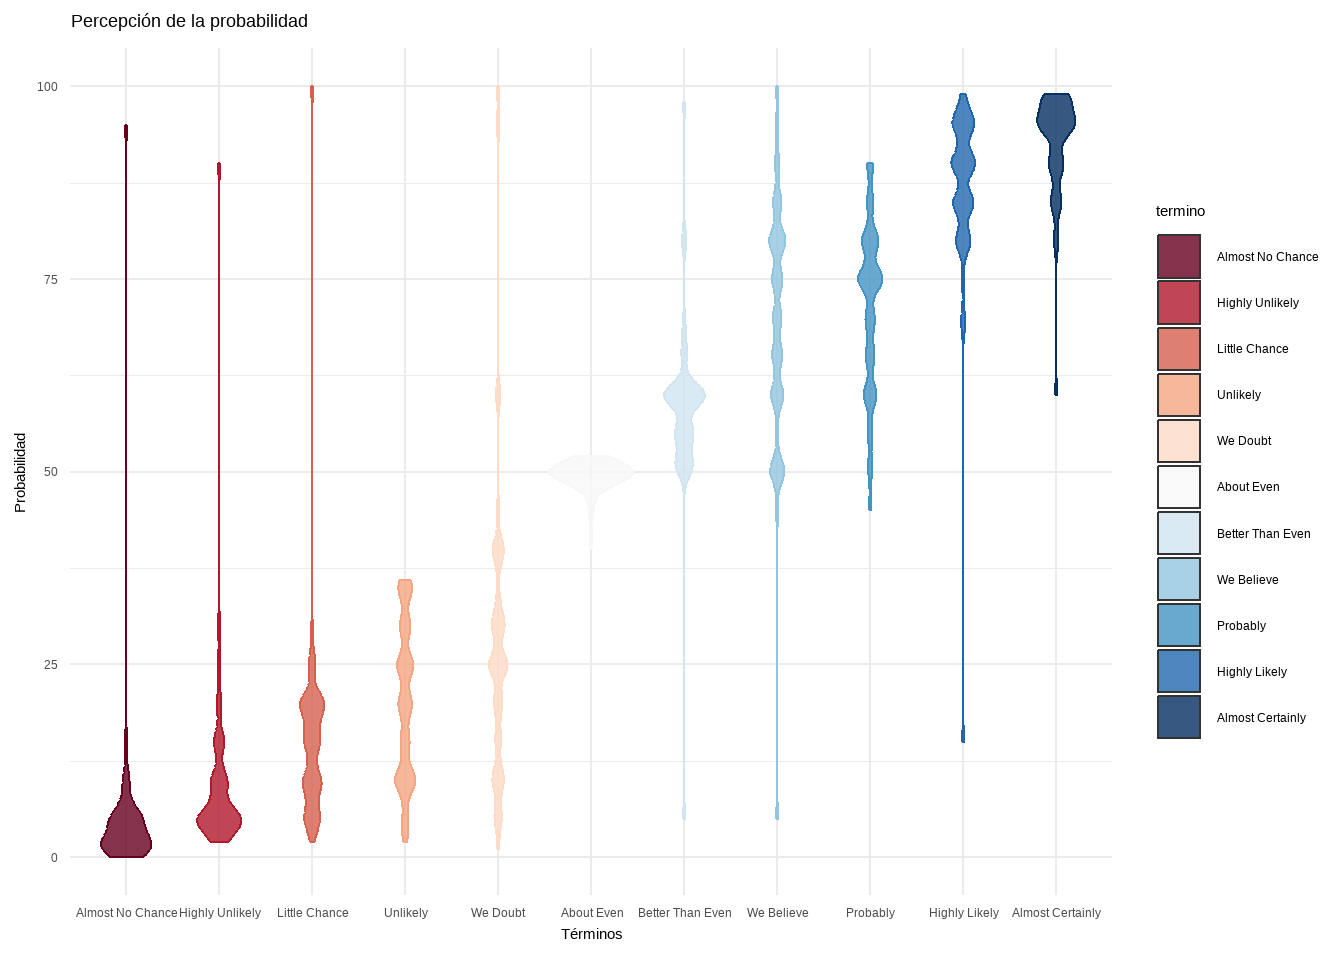 Percepción de la probabilidad
100
75
50
25
0
Probabilidad
Almost No Chance
Highly Unlikely
Little Chance
Unlikely
We Doubt
About Even
Better Than Even
We Believe
Probably
Highly Likely
Almost Certainly
Términos
termino
Almost No Chance
Highly Unlikely
Little Chance
Unlikely
We Doubt
About Even
Better Than Even
We Believe
Probably
Highly Likely
Almost Certainly